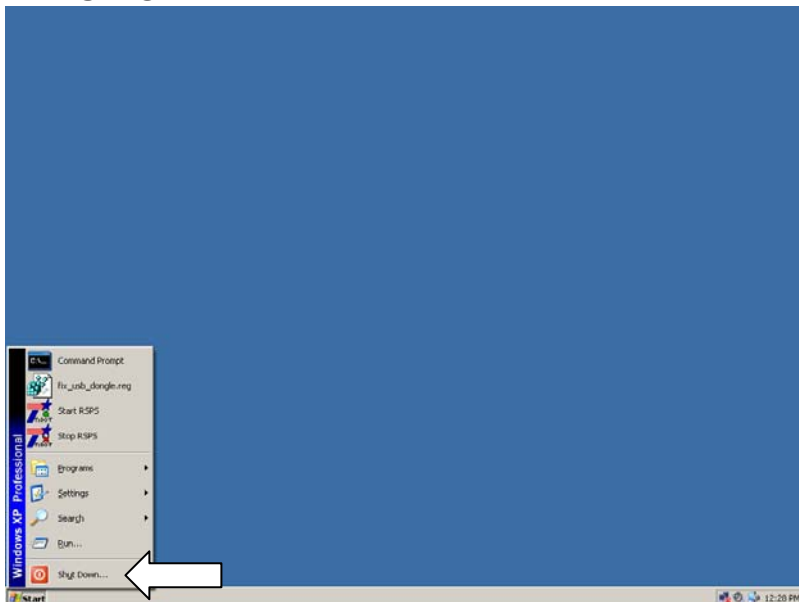 Command Prompt
fix_usb_dongle.reg
Start RSPS
Stop RSPS
Programs
Settings
Search
Run...
Shut Down...
Windows XP Professional
Start
12:28 PM